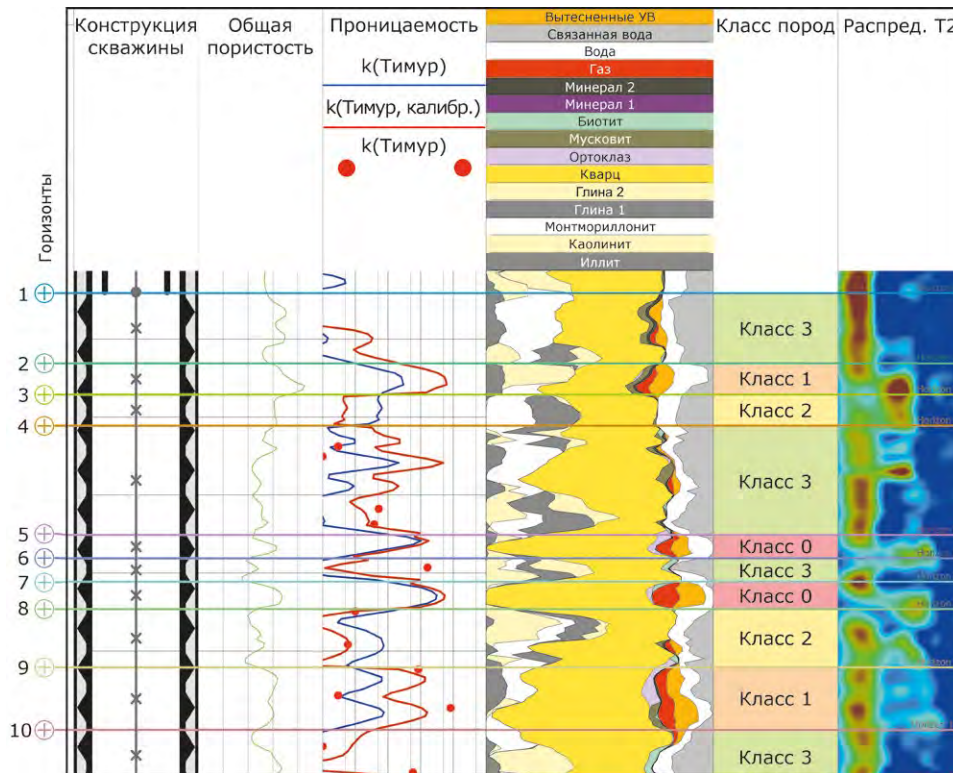 Конструкция
скважины
Общая
пористость
Проницаемость
k(Тимур)
k(Тимур, калибр.)
k(Тимур)
Вытесненные УВ
Связанная вода
Вода
Газ
Минерал 2
Минерал 1
Биотит
Мусковит
Ортоклаз
Кварц
Глина 2
Глина 1
Монтмориллонит
Каолинит
Иллит
Класс пород
Распред. T2
Горизонты
1
2
3
4
5
6
7
8
9
10
Класс 3
Класс 1
Класс 2
Класс 3
Класс 0
Класс 3
Класс 0
Класс 2
Класс 1
Класс 3